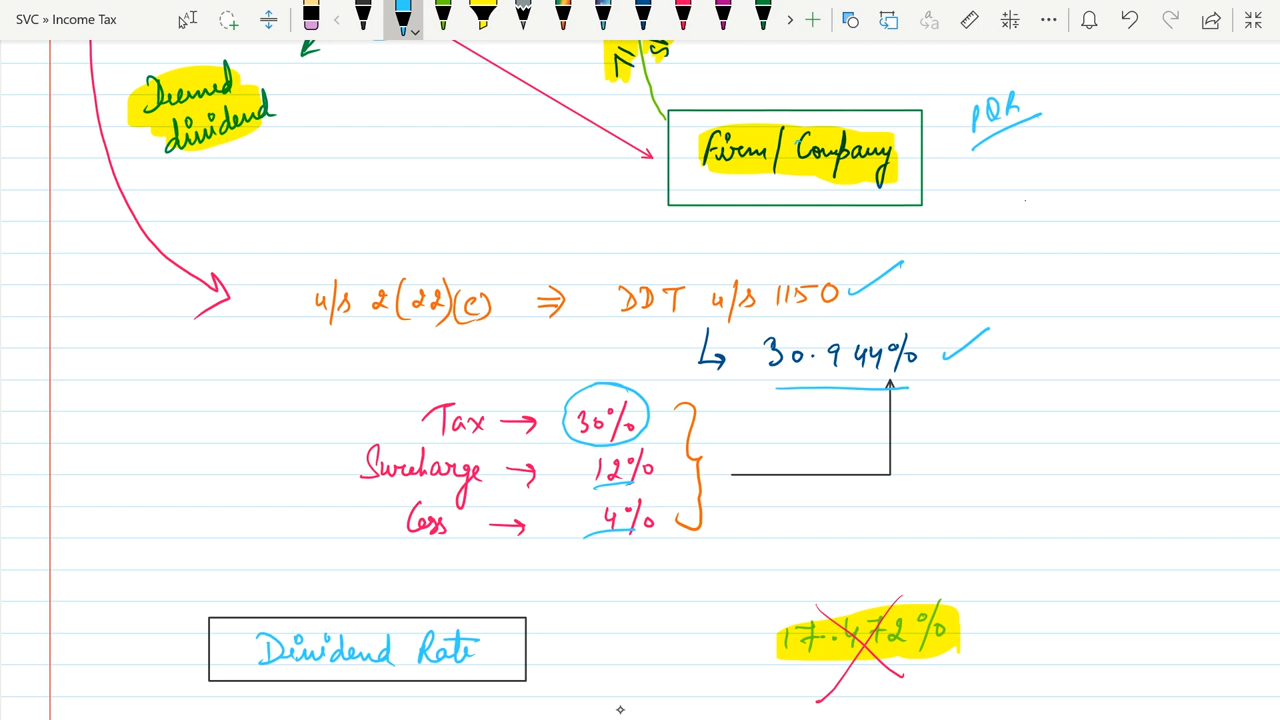 SVC » Income Tax
Deemed
dividend
Firm/Company
PQR
u/s 2(22)(e) ⇒ DDT u/s 115O
↳ 30.944%
Tax → 30%
Surcharge → 12%
Cess → 4%
Dividend Rate
17.472%